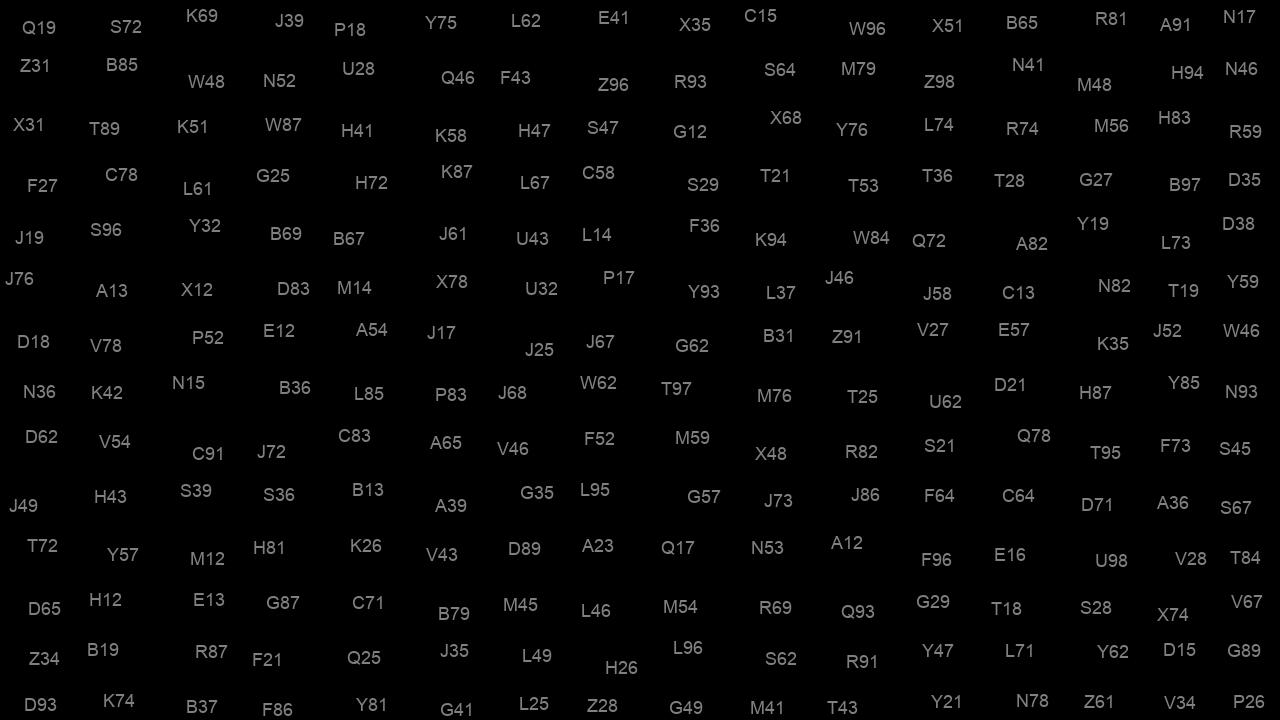 Q19 S72 K69 J39 P18 Y75 L62 E41 X35 C15 W96 X51 B65 R81 A91 N17
Z31 B85 W48 N52 U28 Q46 F43 Z96 R93 S64 M79 Z98 N41 M48 H94 N46
X31 T89 K51 W87 H41 K58 H47 S47 G12 X68 Y76 L74 R74 M56 H83 R59
F27 C78 L61 G25 H72 K87 L67 C58 S29 T21 T53 T36 T28 G27 B97 D35
J19 S96 Y32 B69 B67 J61 U43 L14 F36 K94 W84 Q72 A82 Y19 L73 D38
J76 A13 X12 D83 M14 X78 U32 P17 Y93 L37 J46 J58 C13 N82 T19 Y59
D18 V78 P52 E12 A54 J17 J25 J67 G62 B31 Z91 V27 E57 K35 J52 W46
N36 K42 N15 B36 L85 P83 J68 W62 T97 M76 T25 U62 D21 H87 Y85 N93
D62 V54 C91 J72 C83 A65 V46 F52 M59 X48 R82 S21 Q78 T95 F73 S45
J49 H43 S39 S36 B13 A39 G35 L95 G57 J73 J86 F64 C64 D71 A36 S67
T72 Y57 M12 H81 K26 V43 D89 A23 Q17 N53 A12 F96 E16 U98 V28 T84
D65 H12 E13 G87 C71 B79 M45 L46 M54 R69 Q93 G29 T18 S28 X74 V67
Z34 B19 R87 F21 Q25 J35 L49 H26 L96 S62 R91 Y47 L71 Y62 D15 G89
D93 K74 B37 F86 Y81 G41 L25 Z28 G49 M41 T43 Y21 N78 Z61 V34 P26